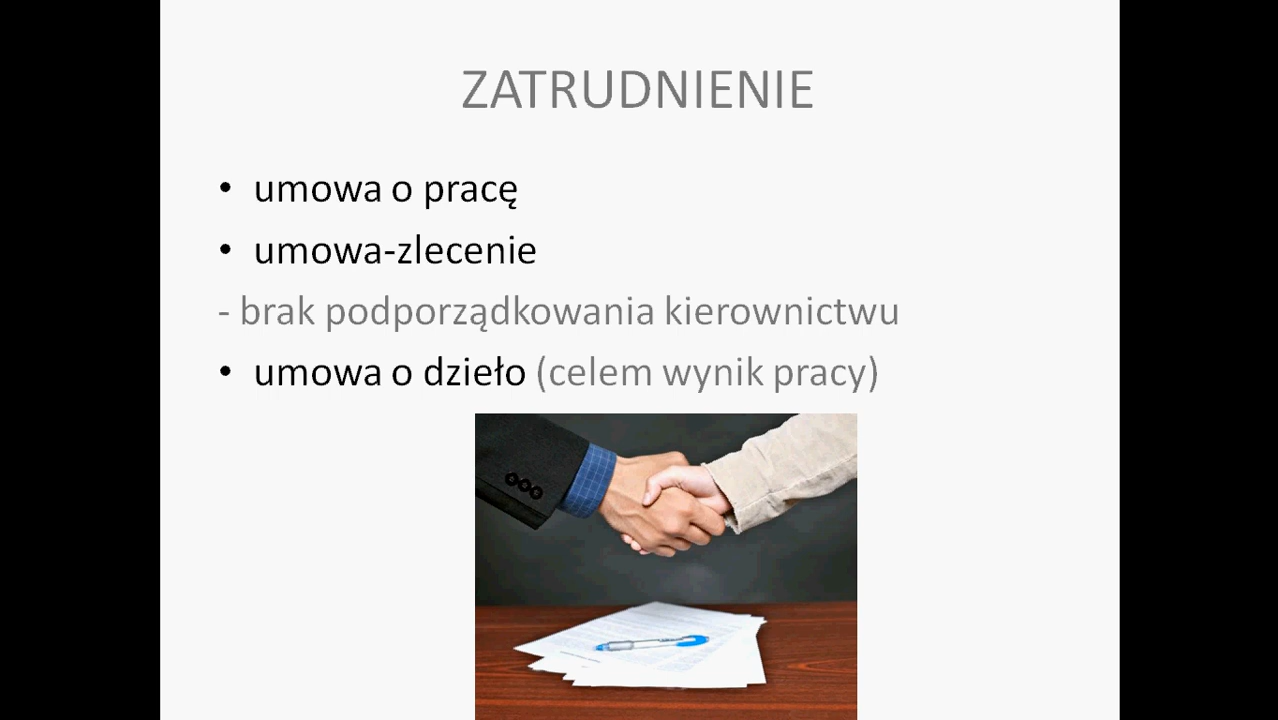 ZATRUDNIENIE
• umowa o pracę
• umowa-zlecenie
- brak podporządkowania kierownictwu
• umowa o dzieło (celem wynik pracy)